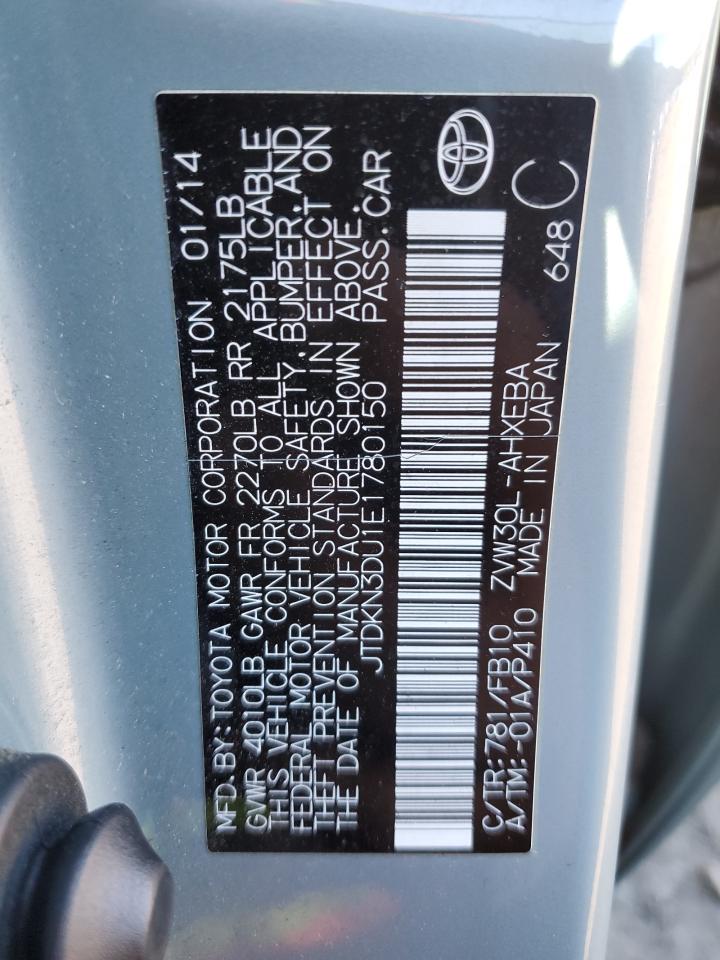 MFD. BY: TOYOTA MOTOR CORPORATION 01/14
GVWR 4010LB GAWR FR 2270LB RR 2175LB
THIS VEHICLE CONFORMS TO ALL APPLICABLE
FEDERAL MOTOR VEHICLE SAFETY, BUMPER, AND
THEFT PREVENTION STANDARDS IN EFFECT ON
THE DATE OF MANUFACTURE SHOWN ABOVE.
JTDKN3DU1E1780150 PASS. CAR
C/TR: 781/FB10 ZVW30L-AHXEBA
A/TM: -01A/P410 MADE IN JAPAN 648 C